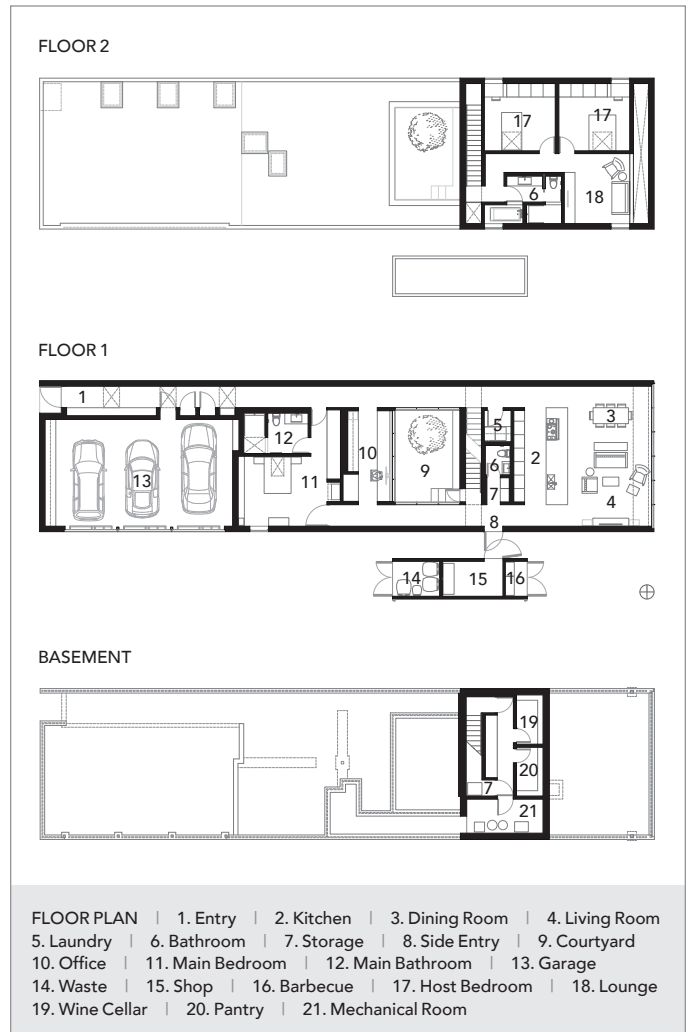 FLOOR 2
17 17
6 18
FLOOR 1
1
3
5
12
10 9 6 2
13 11 7 4
8
14 15 16
BASEMENT
19
20
7
21
FLOOR PLAN | 1. Entry | 2. Kitchen | 3. Dining Room | 4. Living Room
5. Laundry | 6. Bathroom | 7. Storage | 8. Side Entry | 9. Courtyard
10. Office | 11. Main Bedroom | 12. Main Bathroom | 13. Garage
14. Waste | 15. Shop | 16. Barbecue | 17. Host Bedroom | 18. Lounge
19. Wine Cellar | 20. Pantry | 21. Mechanical Room